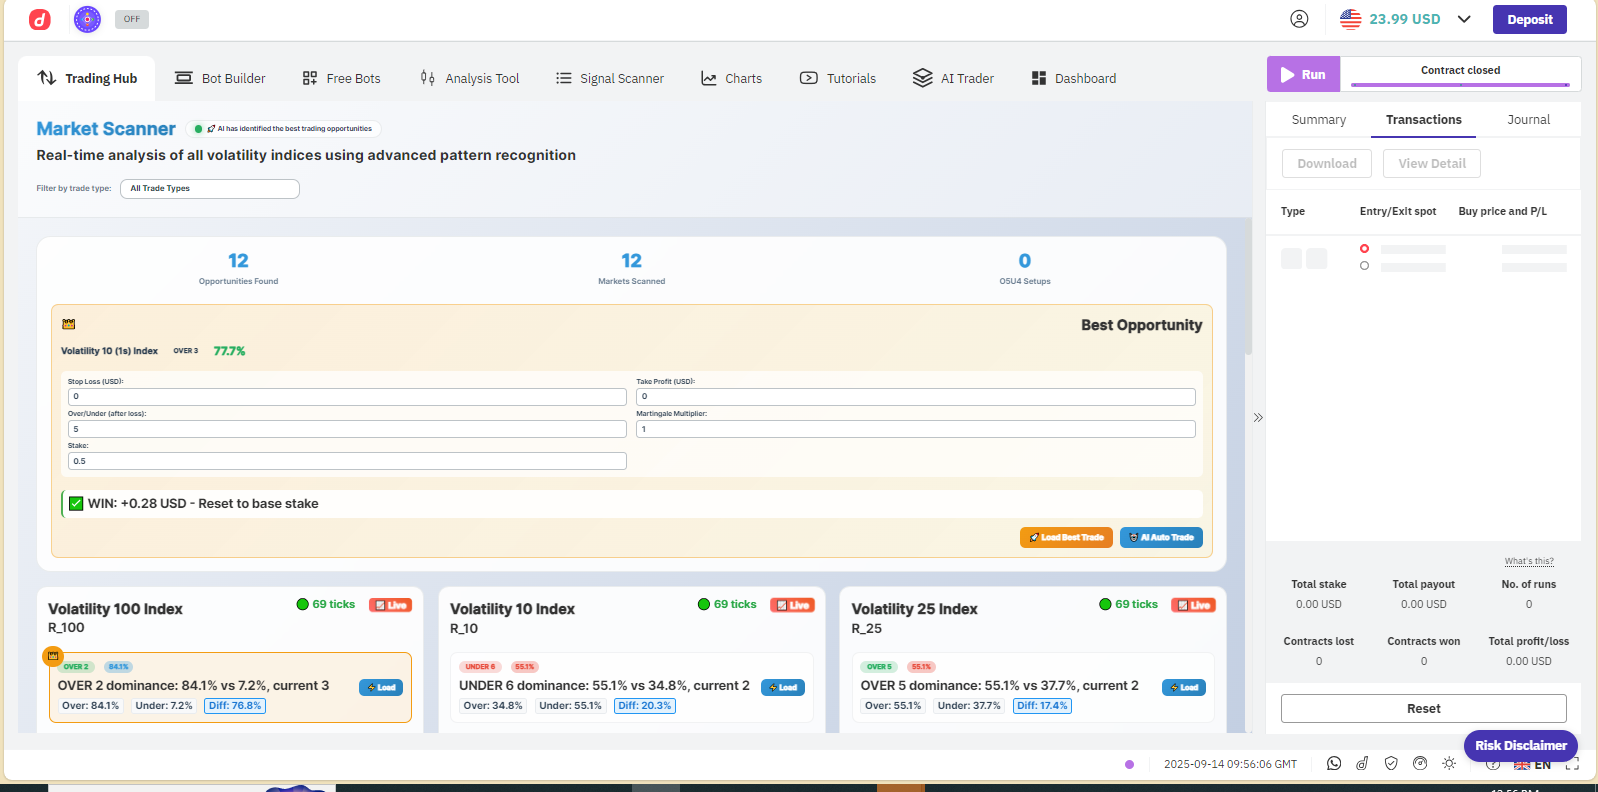 OFF
23.99 USD
Deposit
Trading Hub
Bot Builder
Free Bots
Analysis Tool
Signal Scanner
Charts
Tutorials
AI Trader
Dashboard
Run
Contract closed
Market Scanner
AI has identified the best trading opportunities
Real-time analysis of all volatility indices using advanced pattern recognition
Filter by trade type:
All Trade Types
Summary
Transactions
Journal
Download
View Detail
Type
Entry/Exit spot
Buy price and P/L
12
Opportunities Found
12
Markets Scanned
0
O5U4 Setups
Best Opportunity
Volatility 10 (1s) Index
OVER 3
77.7%
Stop Loss (USD):
0
Take Profit (USD):
0
Over/Under (after loss):
5
Martingale Multiplier:
1
Stake:
0.5
WIN: +0.28 USD - Reset to base stake
Load Best Trade
AI Auto Trade
Volatility 100 Index
69 ticks
Live
R_100
OVER 2
84.1%
OVER 2 dominance: 84.1% vs 7.2%, current 3
Load
Over: 84.1%
Under: 7.2%
Diff: 76.8%
Volatility 10 Index
69 ticks
Live
R_10
UNDER 6
55.1%
UNDER 6 dominance: 55.1% vs 34.8%, current 2
Load
Over: 34.8%
Under: 55.1%
Diff: 20.3%
Volatility 25 Index
69 ticks
Live
R_25
OVER 5
55.1%
OVER 5 dominance: 55.1% vs 37.7%, current 2
Load
Over: 55.1%
Under: 37.7%
Diff: 17.4%
What's this?
Total stake
Total payout
No. of runs
0.00 USD
0.00 USD
0
Contracts lost
Contracts won
Total profit/loss
0
0
0.00 USD
Reset
Risk Disclaimer
2025-09-14 09:56:06 GMT
EN